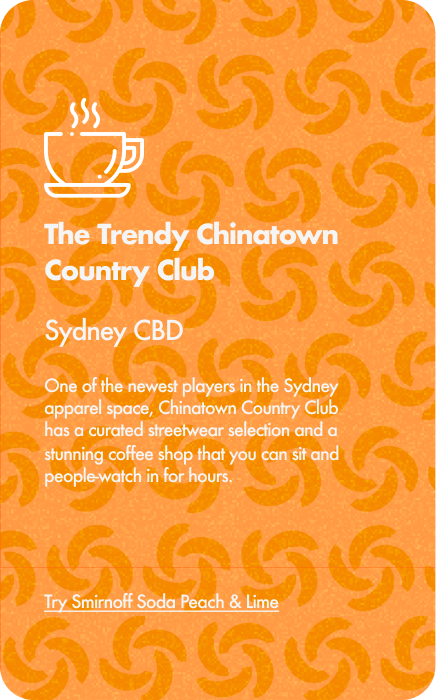 The Trendy Chinatown
Country Club
Sydney CBD
One of the newest players in the Sydney
apparel space, Chinatown Country Club
has a curated streetwear selection and a
stunning coffee shop that you can sit and
people-watch in for hours.
Try Smirnoff Soda Peach & Lime